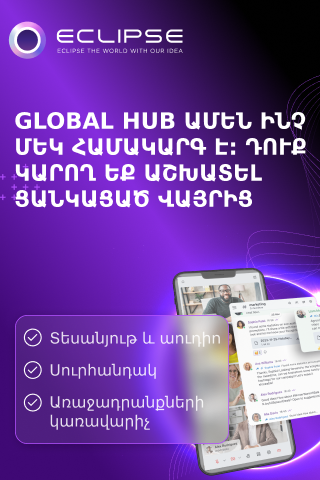 ECLIPSE
ECLIPSE THE WORLD WITH OUR IDEA
GLOBAL HUB ԱՄԵՆ ԻՆՉ
ՄԵԿ ՀԱՄԱԿԱՐԳ Է: ԴՈՒՔ
ԿԱՐՈՂ ԵՔ ԱՇԽԱՏԵԼ
ՑԱՆԿԱՑԱԾ ՎԱՅՐԻՑ
Տեսանյութ և աուդիո
Սուրհանդակ
Առաջադրանքների
կառավարիչ